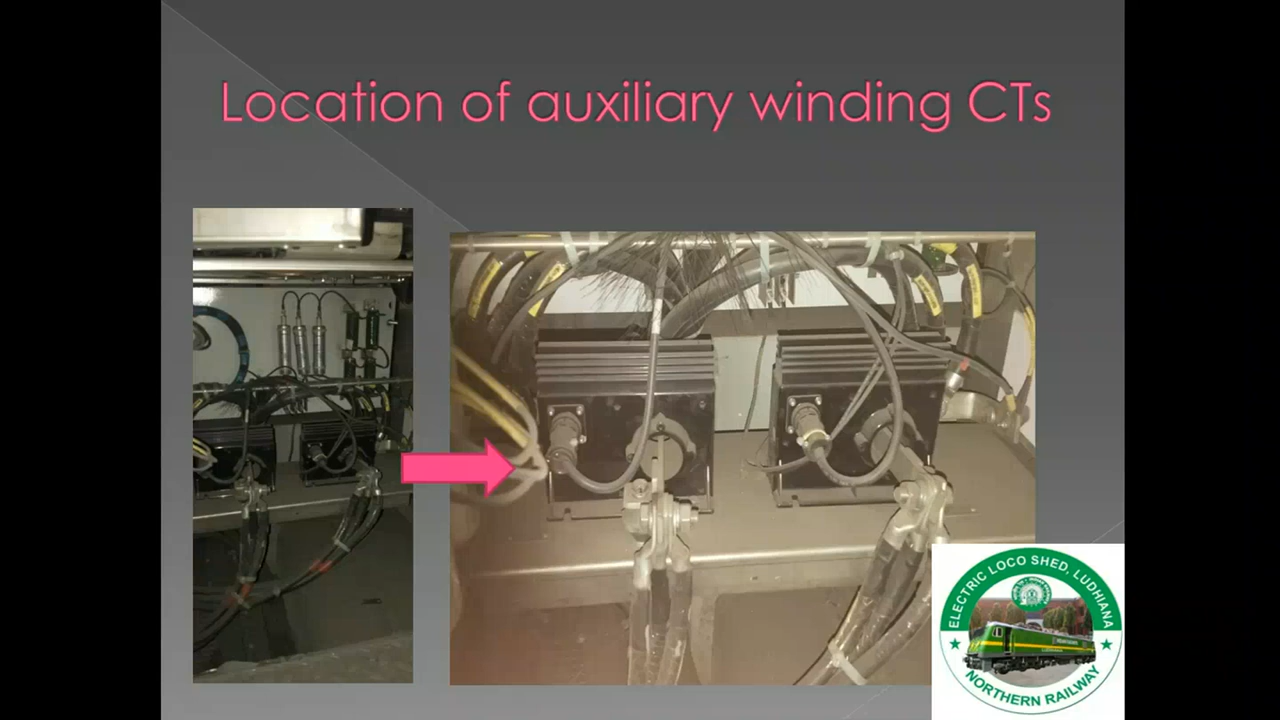 Location of auxiliary winding CTs
ELECTRIC LOCO SHED, LUDHIANA
NORTHERN RAILWAY